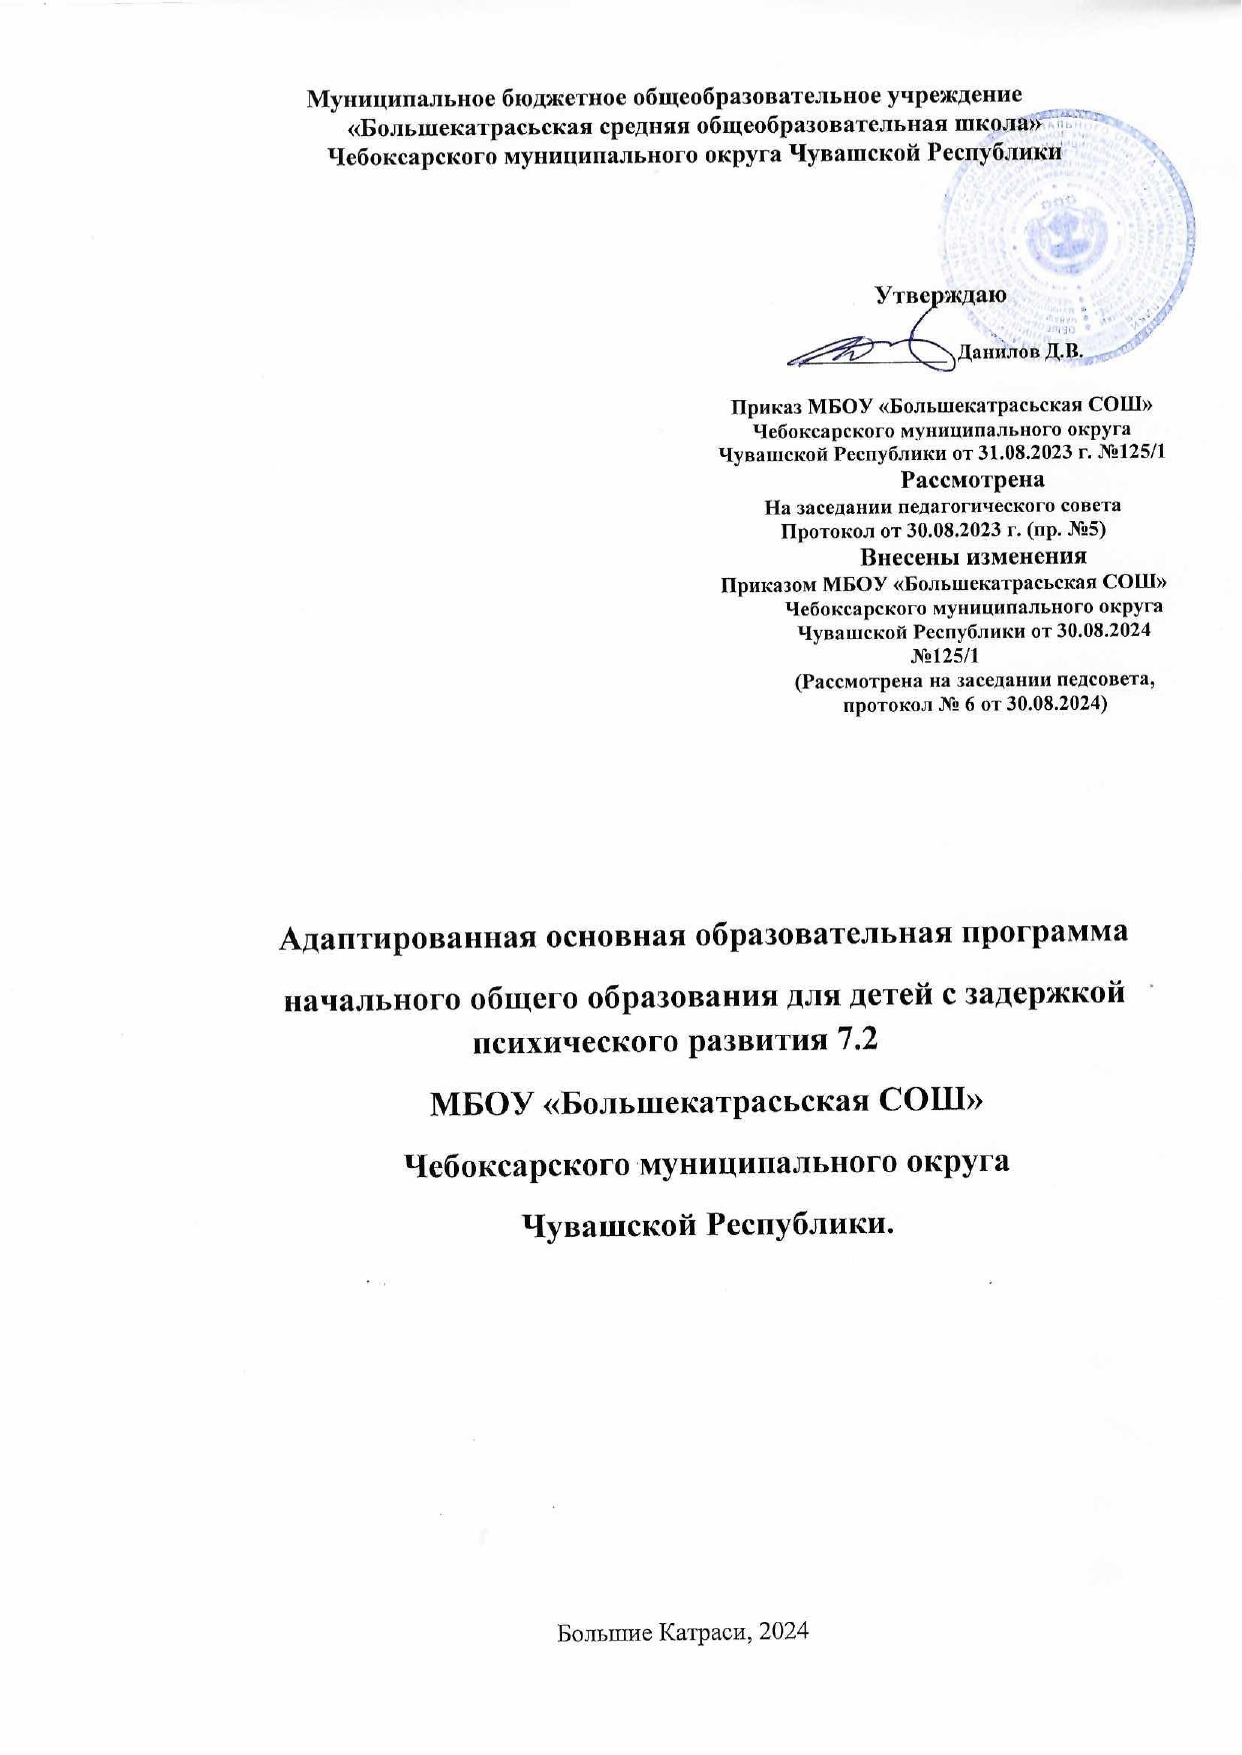 Муниципальное бюджетное общеобразовательное учреждение
«Большекатрасьская средняя общеобразовательная школа»
Чебоксарского муниципального округа Чувашской Республики
Утверждаю
Данилов Д.В.
Приказ МБОУ «Большекатрасьская СОШ»
Чебоксарского муниципального округа
Чувашской Республики от 31.08.2023 г. №125/1
Рассмотрена
На заседании педагогического совета
Протокол от 30.08.2023 г. (пр. №5)
Внесены изменения
Приказом МБОУ «Большекатрасьская СОШ»
Чебоксарского муниципального округа
Чувашской Республики от 30.08.2024
№125/1
(Рассмотрена на заседании педсовета,
протокол № 6 от 30.08.2024)
Адаптированная основная образовательная программа
начального общего образования для детей с задержкой
психического развития 7.2
МБОУ «Большекатрасьская СОШ»
Чебоксарского муниципального округа
Чувашской Республики.
Большие Катраси, 2024